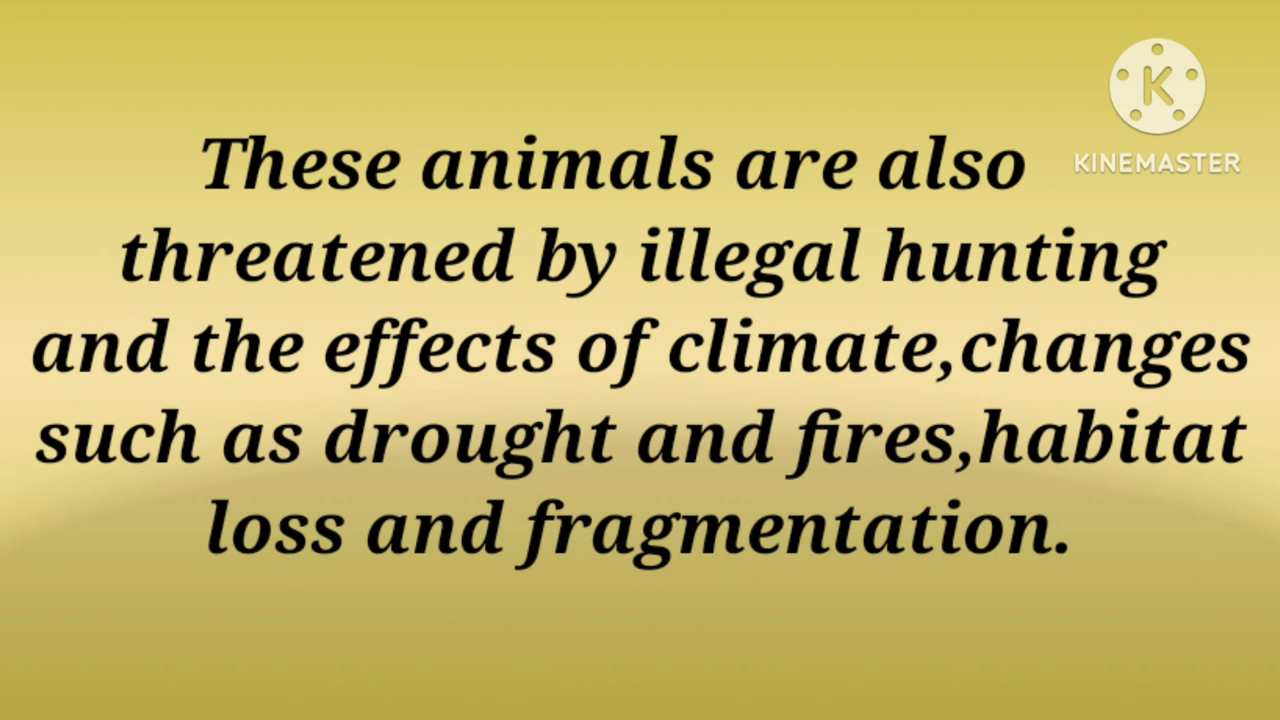 K
KINEMASTER
These animals are also
threatened by illegal hunting
and the effects of climate,changes
such as drought and fires,habitat
loss and fragmentation.